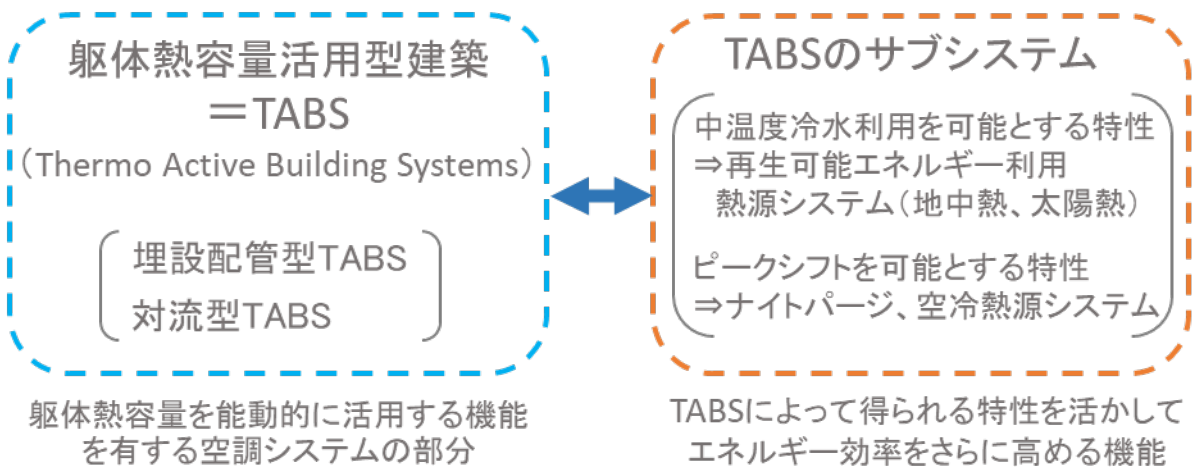 躯体熱容量活用型建築
＝TABS
（Thermo Active Building Systems）
埋設配管型TABS
対流型TABS
躯体熱容量を能動的に活用する機能
を有する空調システムの部分
TABSのサブシステム
中温度冷水利用を可能とする特性
⇒再生可能エネルギー利用
熱源システム（地中熱、太陽熱）
ピークシフトを可能とする特性
⇒ナイトパージ、空冷熱源システム
TABSによって得られる特性を活かして
エネルギー効率をさらに高める機能